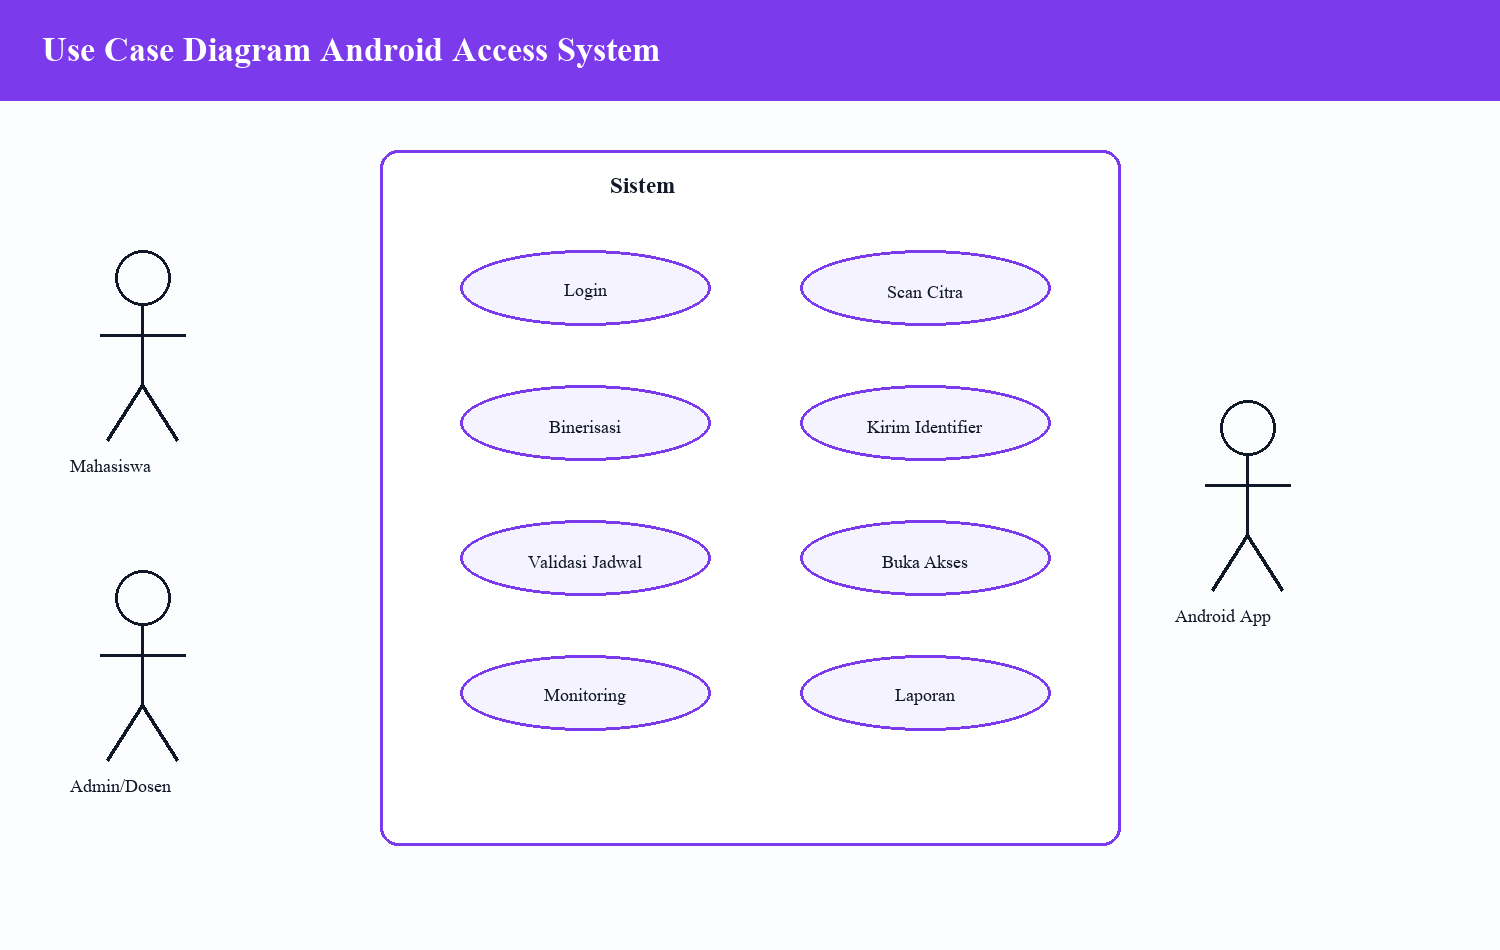 Use Case Diagram Android Access System
Sistem
Login
Scan Citra
Binerisasi
Kirim Identifier
Validasi Jadwal
Buka Akses
Monitoring
Laporan
Mahasiswa
Admin/Dosen
Android App